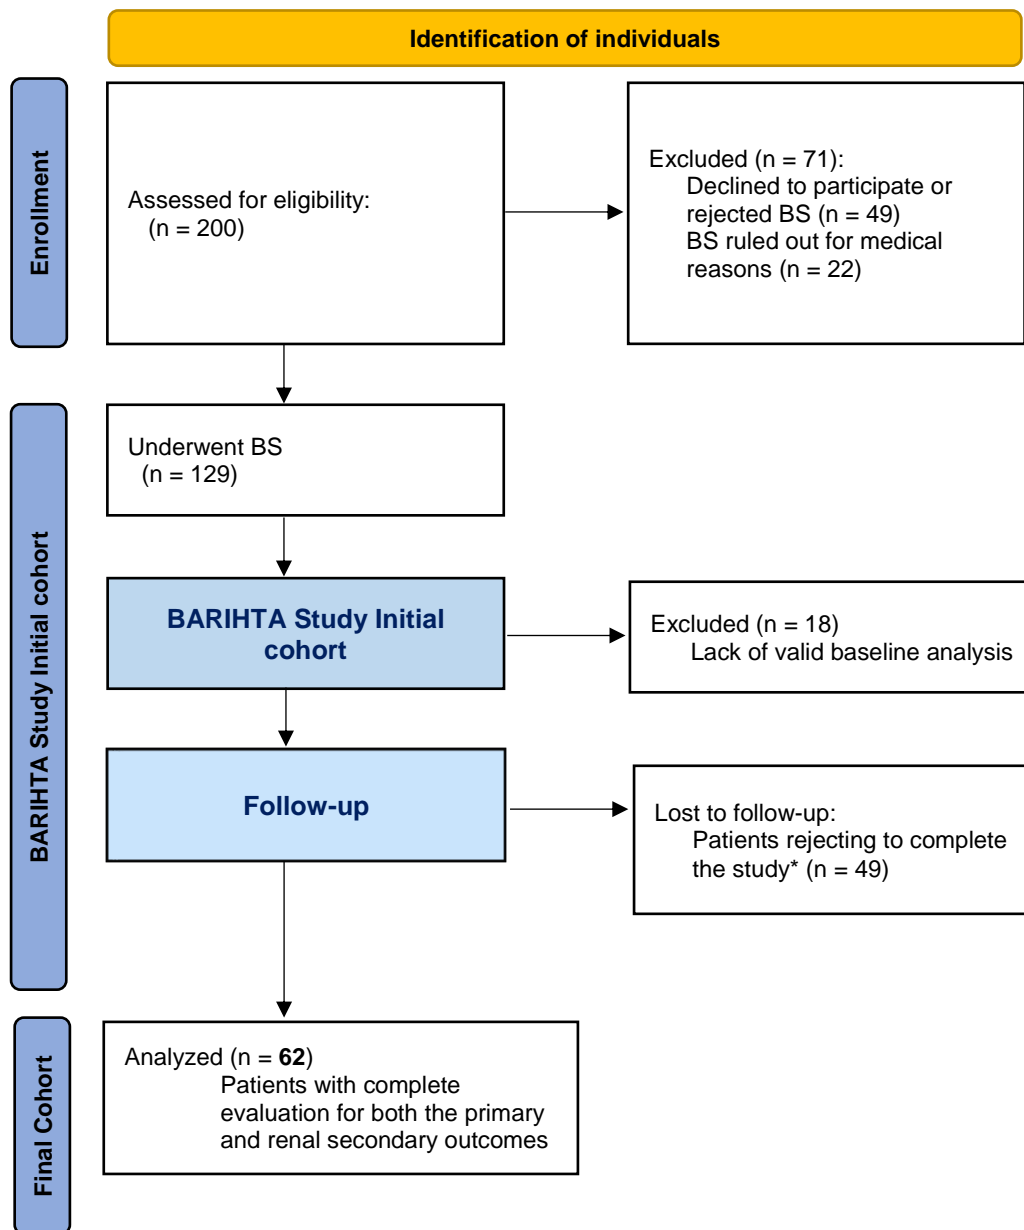 Identification of individuals
Enrollment
Assessed for eligibility:
(n = 200)
Excluded (n = 71):
Declined to participate or
rejected BS (n = 49)
BS ruled out for medical
reasons (n = 22)
BARIHTA Study Initial cohort
Underwent BS
(n = 129)
BARIHTA Study Initial
cohort
Excluded (n = 18)
Lack of valid baseline analysis
Follow-up
Lost to follow-up:
Patients rejecting to complete
the study* (n = 49)
Final Cohort
Analyzed (n = 62)
Patients with complete
evaluation for both the primary
and renal secondary outcomes